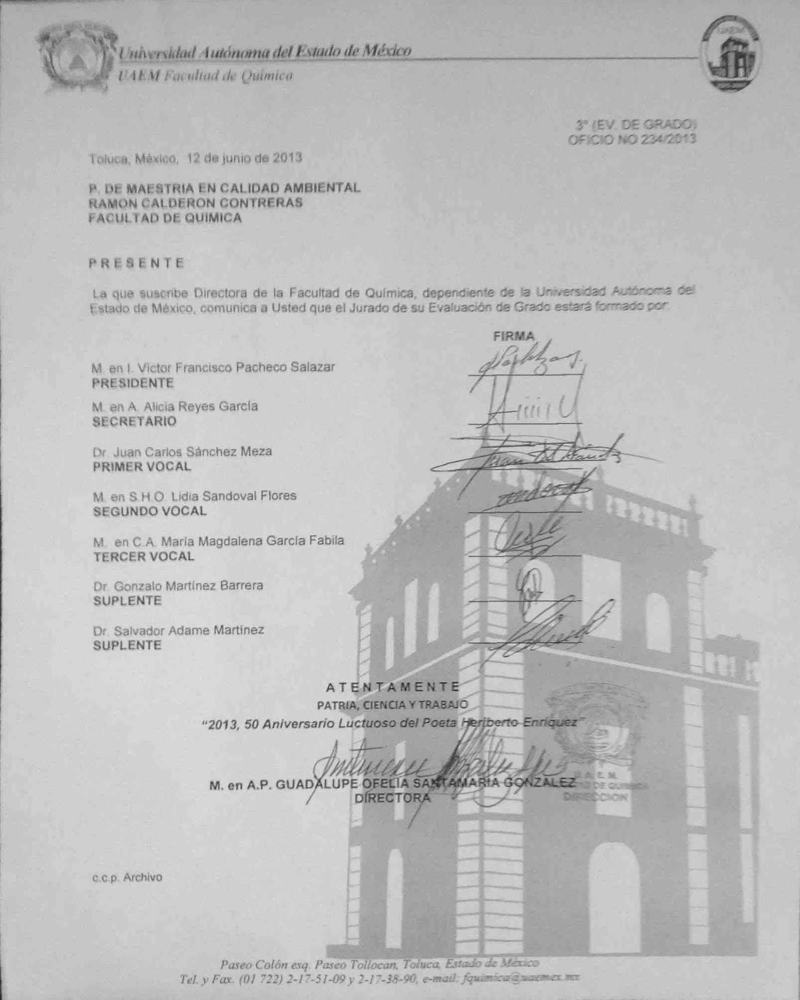 Universidad Autónoma del Estado de México
UAEM Facultad de Química
3° (EV. DE GRADO)
OFICIO NO 234/2013
Toluca, México, 12 de junio de 2013
P. DE MAESTRIA EN CALIDAD AMBIENTAL
RAMON CALDERON CONTRERAS
FACULTAD DE QUIMICA
P R E S E N T E
La que suscribe Directora de la Facultad de Química, dependiente de la Universidad Autónoma del
Estado de México, comunica a Usted que el Jurado de su Evaluación de Grado estará formado por:
FIRMA
M. en I. Victor Francisco Pacheco Salazar
PRESIDENTE
M. en A. Alicia Reyes García
SECRETARIO
Dr. Juan Carlos Sánchez Meza
PRIMER VOCAL
M. en S.H.O. Lidia Sandoval Flores
SEGUNDO VOCAL
M. en C.A. María Magdalena García Fabila
TERCER VOCAL
Dr. Gonzalo Martínez Barrera
SUPLENTE
Dr. Salvador Adame Martínez
SUPLENTE
A T E N T A M E N T E
PATRIA, CIENCIA Y TRABAJO
“2013, 50 Aniversario Luctuoso del Poeta Heriberto Enríquez”
M. en A.P. GUADALUPE OFELIA SANTAMARIA GONZALEZ
DIRECTORA
U. A. E. M.
DE QUIMICA
DIRECCION
c.c.p. Archivo
Paseo Colón esq. Paseo Tollocan, Toluca, Estado de México
Tel. y Fax. (01 722) 2-17-51-09 y 2-17-38-90, e-mail: fquimica@uaemex.mx